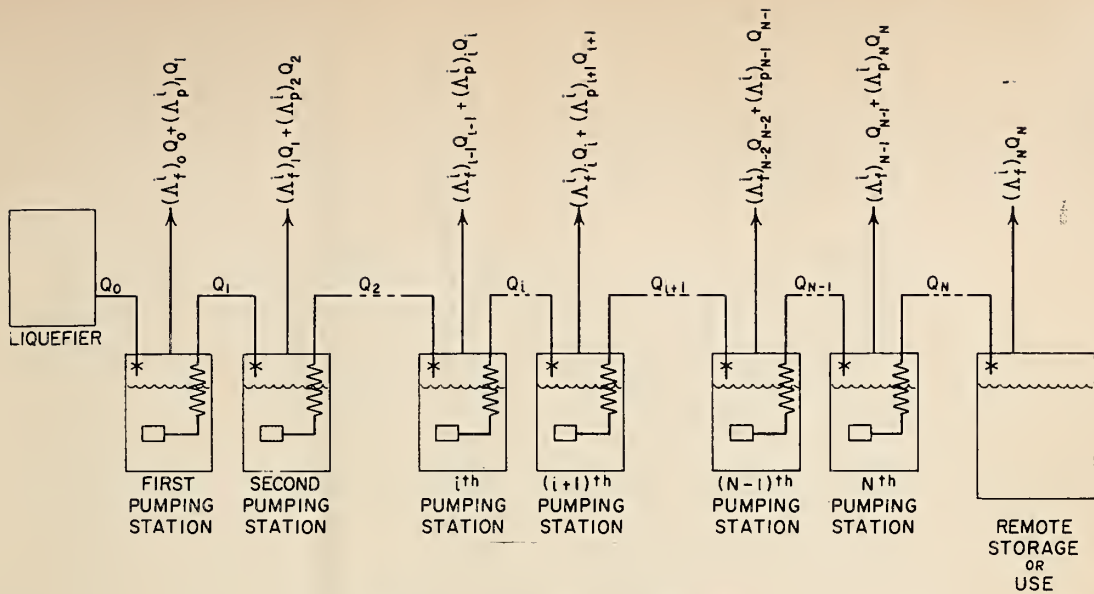 (Λ_f^i)_0 Q_0 + (Λ_p^i)_1 Q_1
(Λ_f^i)_1 Q_1 + (Λ_p^i)_2 Q_2
(Λ_f^i)_{i-1} Q_{i-1} + (Λ_p^i)_i Q_i
(Λ_f^i)_i Q_i + (Λ_p^i)_{i+1} Q_{i+1}
(Λ_f^i)_{N-2} Q_{N-2} + (Λ_p^i)_{N-1} Q_{N-1}
(Λ_f^i)_{N-1} Q_{N-1} + (Λ_p^i)_N Q_N
(Λ_f^i)_N Q_N
Q_0
Q_1
Q_2
Q_i
Q_{i+1}
Q_{N-1}
Q_N
LIQUEFIER
FIRST
PUMPING
STATION
SECOND
PUMPING
STATION
i^{th}
PUMPING
STATION
(i+1)^{th}
PUMPING
STATION
(N-1)^{th}
PUMPING
STATION
N^{th}
PUMPING
STATION
REMOTE
STORAGE
OR
USE